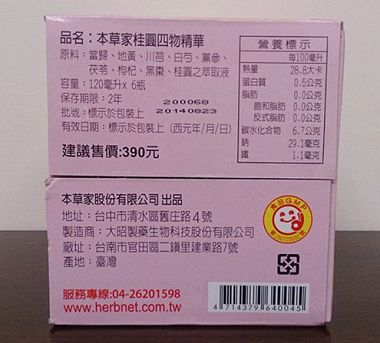 品名：本草家桂圓四物精華
原料：當歸、地黃、川芎、白芍、黨參、
茯苓、枸杞、黑棗、桂圓之萃取液
容量：120毫升× 6瓶
保存期限：2年
200068
批號：標示於包裝上 20140823
有效日期：標示於包裝上 (西元年/月/日)
建議售價：390元
營養標示
每100毫升
熱量 28.8大卡
蛋白質 0.5公克
脂肪 0.0公克
飽和脂肪 0.0公克
反式脂肪 0.0公克
碳水化合物 6.7公克
鈉 29.1毫克
鐵 1.1毫克
本草家股份有限公司 出品
地址：台中市清水區舊庄路4號
製造商：大昭製藥生物科技股份有限公司
廠址：台南市官田區二鎮里建業路7號
產地：臺灣
食品GMP
服務專線:04-26201598
www.herbnet.com.tw
4 714379 640045